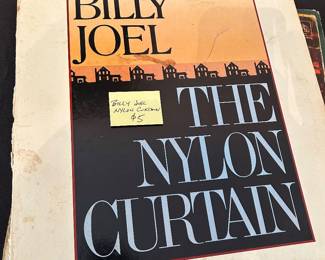 BILLY
JOEL
BILLY JOEL
NYLON CURTAIN
$5
THE
NYLON
CURTAIN